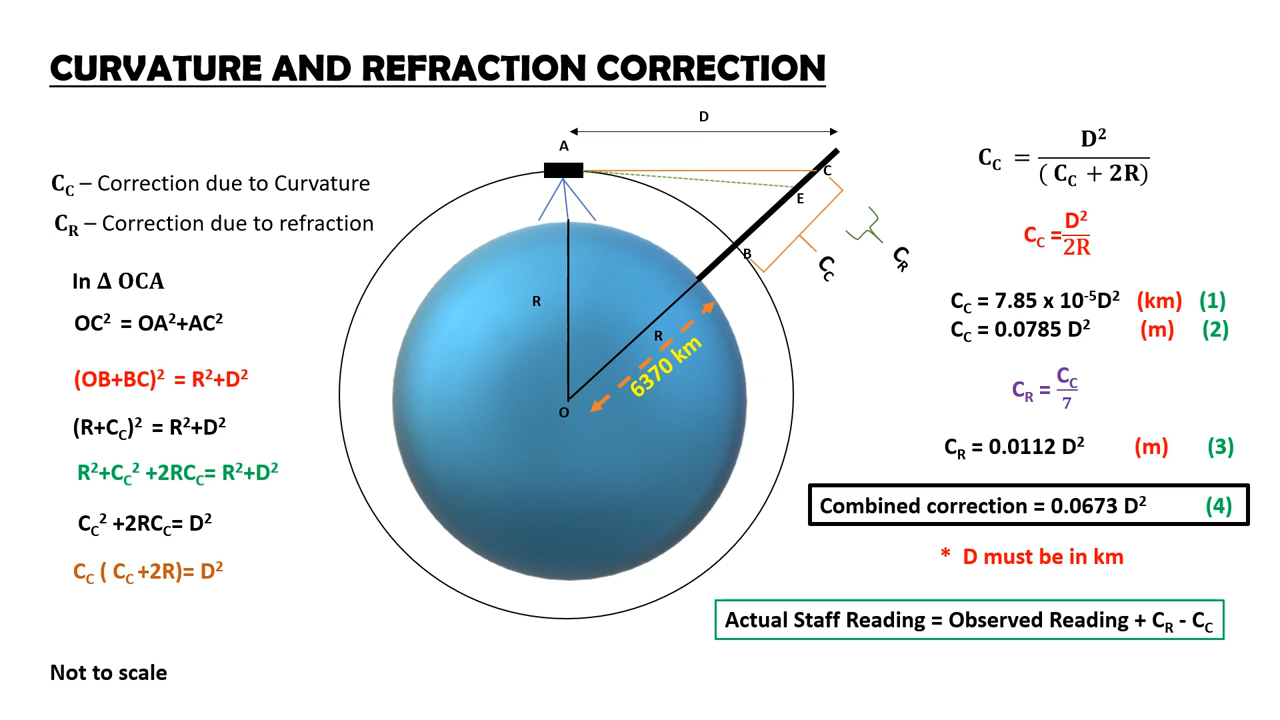 CURVATURE AND REFRACTION CORRECTION
C_C – Correction due to Curvature
C_R – Correction due to refraction
In Δ OCA
OC² = OA²+AC²
(OB+BC)² = R²+D²
(R+C_C)² = R²+D²
R²+C_C² +2RC_C= R²+D²
C_C² +2RC_C= D²
C_C ( C_C +2R)= D²
Not to scale
D
A
C
E
B
C_C
C_R
R
R
6370 km
O
C_C = D² / ( C_C + 2R)
C_C = D² / 2R
C_C = 7.85 x 10⁻⁵D² (km) (1)
C_C = 0.0785 D² (m) (2)
C_R = C_C / 7
C_R = 0.0112 D² (m) (3)
Combined correction = 0.0673 D² (4)
* D must be in km
Actual Staff Reading = Observed Reading + C_R - C_C